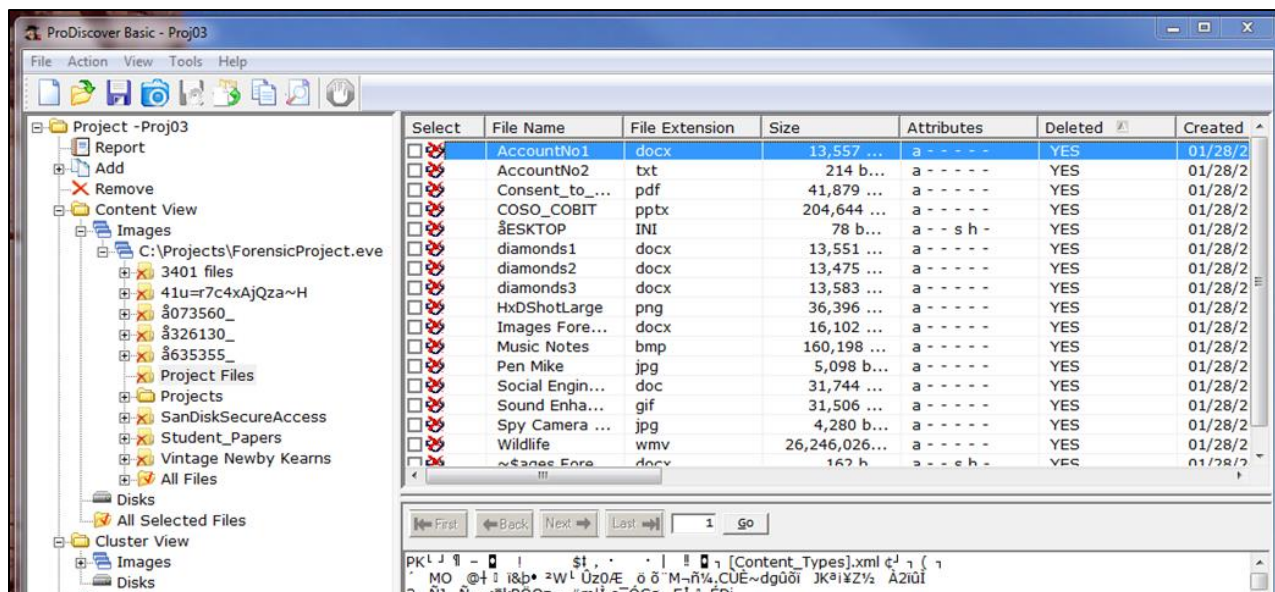 ProDiscover Basic - Proj03
File Action View Tools Help
Project -Proj03
Report
Add
Remove
Content View
Images
C:\Projects\ForensicProject.eve
3401 files
41u=r7c4xAjQza~H
å073560_
å326130_
å635355_
Project Files
Projects
SanDiskSecureAccess
Student_Papers
Vintage Newby Kearns
All Files
Disks
All Selected Files
Cluster View
Images
Disks
Select File Name File Extension Size Attributes Deleted Created
AccountNo1 docx 13,557 ... a - - - - - YES 01/28/2
AccountNo2 txt 214 b... a - - - - - YES 01/28/2
Consent_to_... pdf 41,879 ... a - - - - - YES 01/28/2
COSO_COBIT pptx 204,644 ... a - - - - - YES 01/28/2
åESKTOP INI 78 b... a - - s h - YES 01/28/2
diamonds1 docx 13,551 ... a - - - - - YES 01/28/2
diamonds2 docx 13,475 ... a - - - - - YES 01/28/2
diamonds3 docx 13,583 ... a - - - - - YES 01/28/2
HxDShotLarge png 36,396 ... a - - - - - YES 01/28/2
Images Fore... docx 16,102 ... a - - - - - YES 01/28/2
Music Notes bmp 160,198 ... a - - - - - YES 01/28/2
Pen Mike jpg 5,098 b... a - - - - - YES 01/28/2
Social Engin... doc 31,744 ... a - - - - - YES 01/28/2
Sound Enha... gif 31,506 ... a - - - - - YES 01/28/2
Spy Camera ... jpg 4,280 b... a - - - - - YES 01/28/2
Wildlife wmv 26,246,026... a - - - - - YES 01/28/2
~$ages Fore docx 162 b a - - s h - YES 01/28/2
First Back Next Last 1 Go
[Content_Types].xml